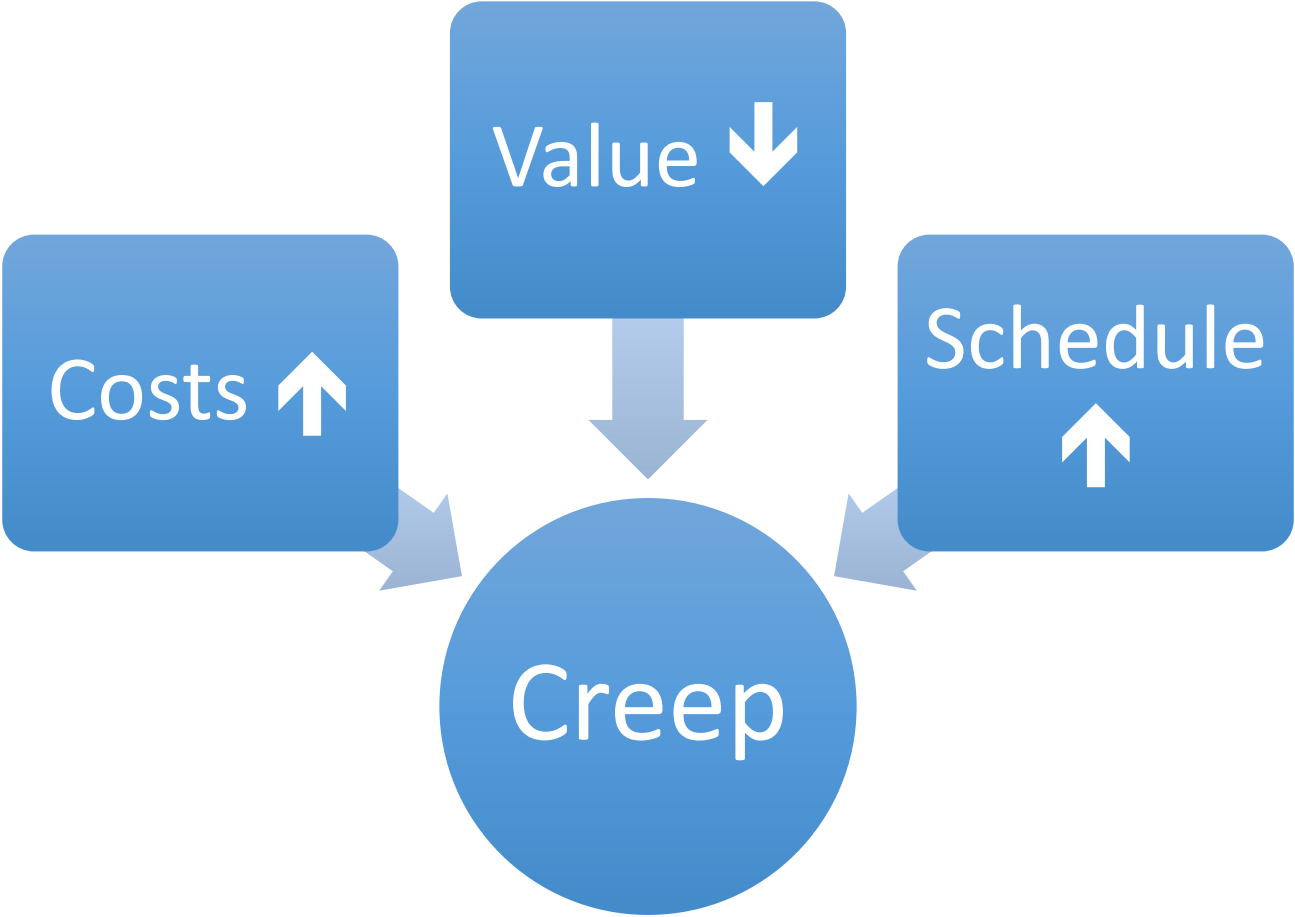 Value 🡻
Costs 🡹
Schedule
🡹
Creep